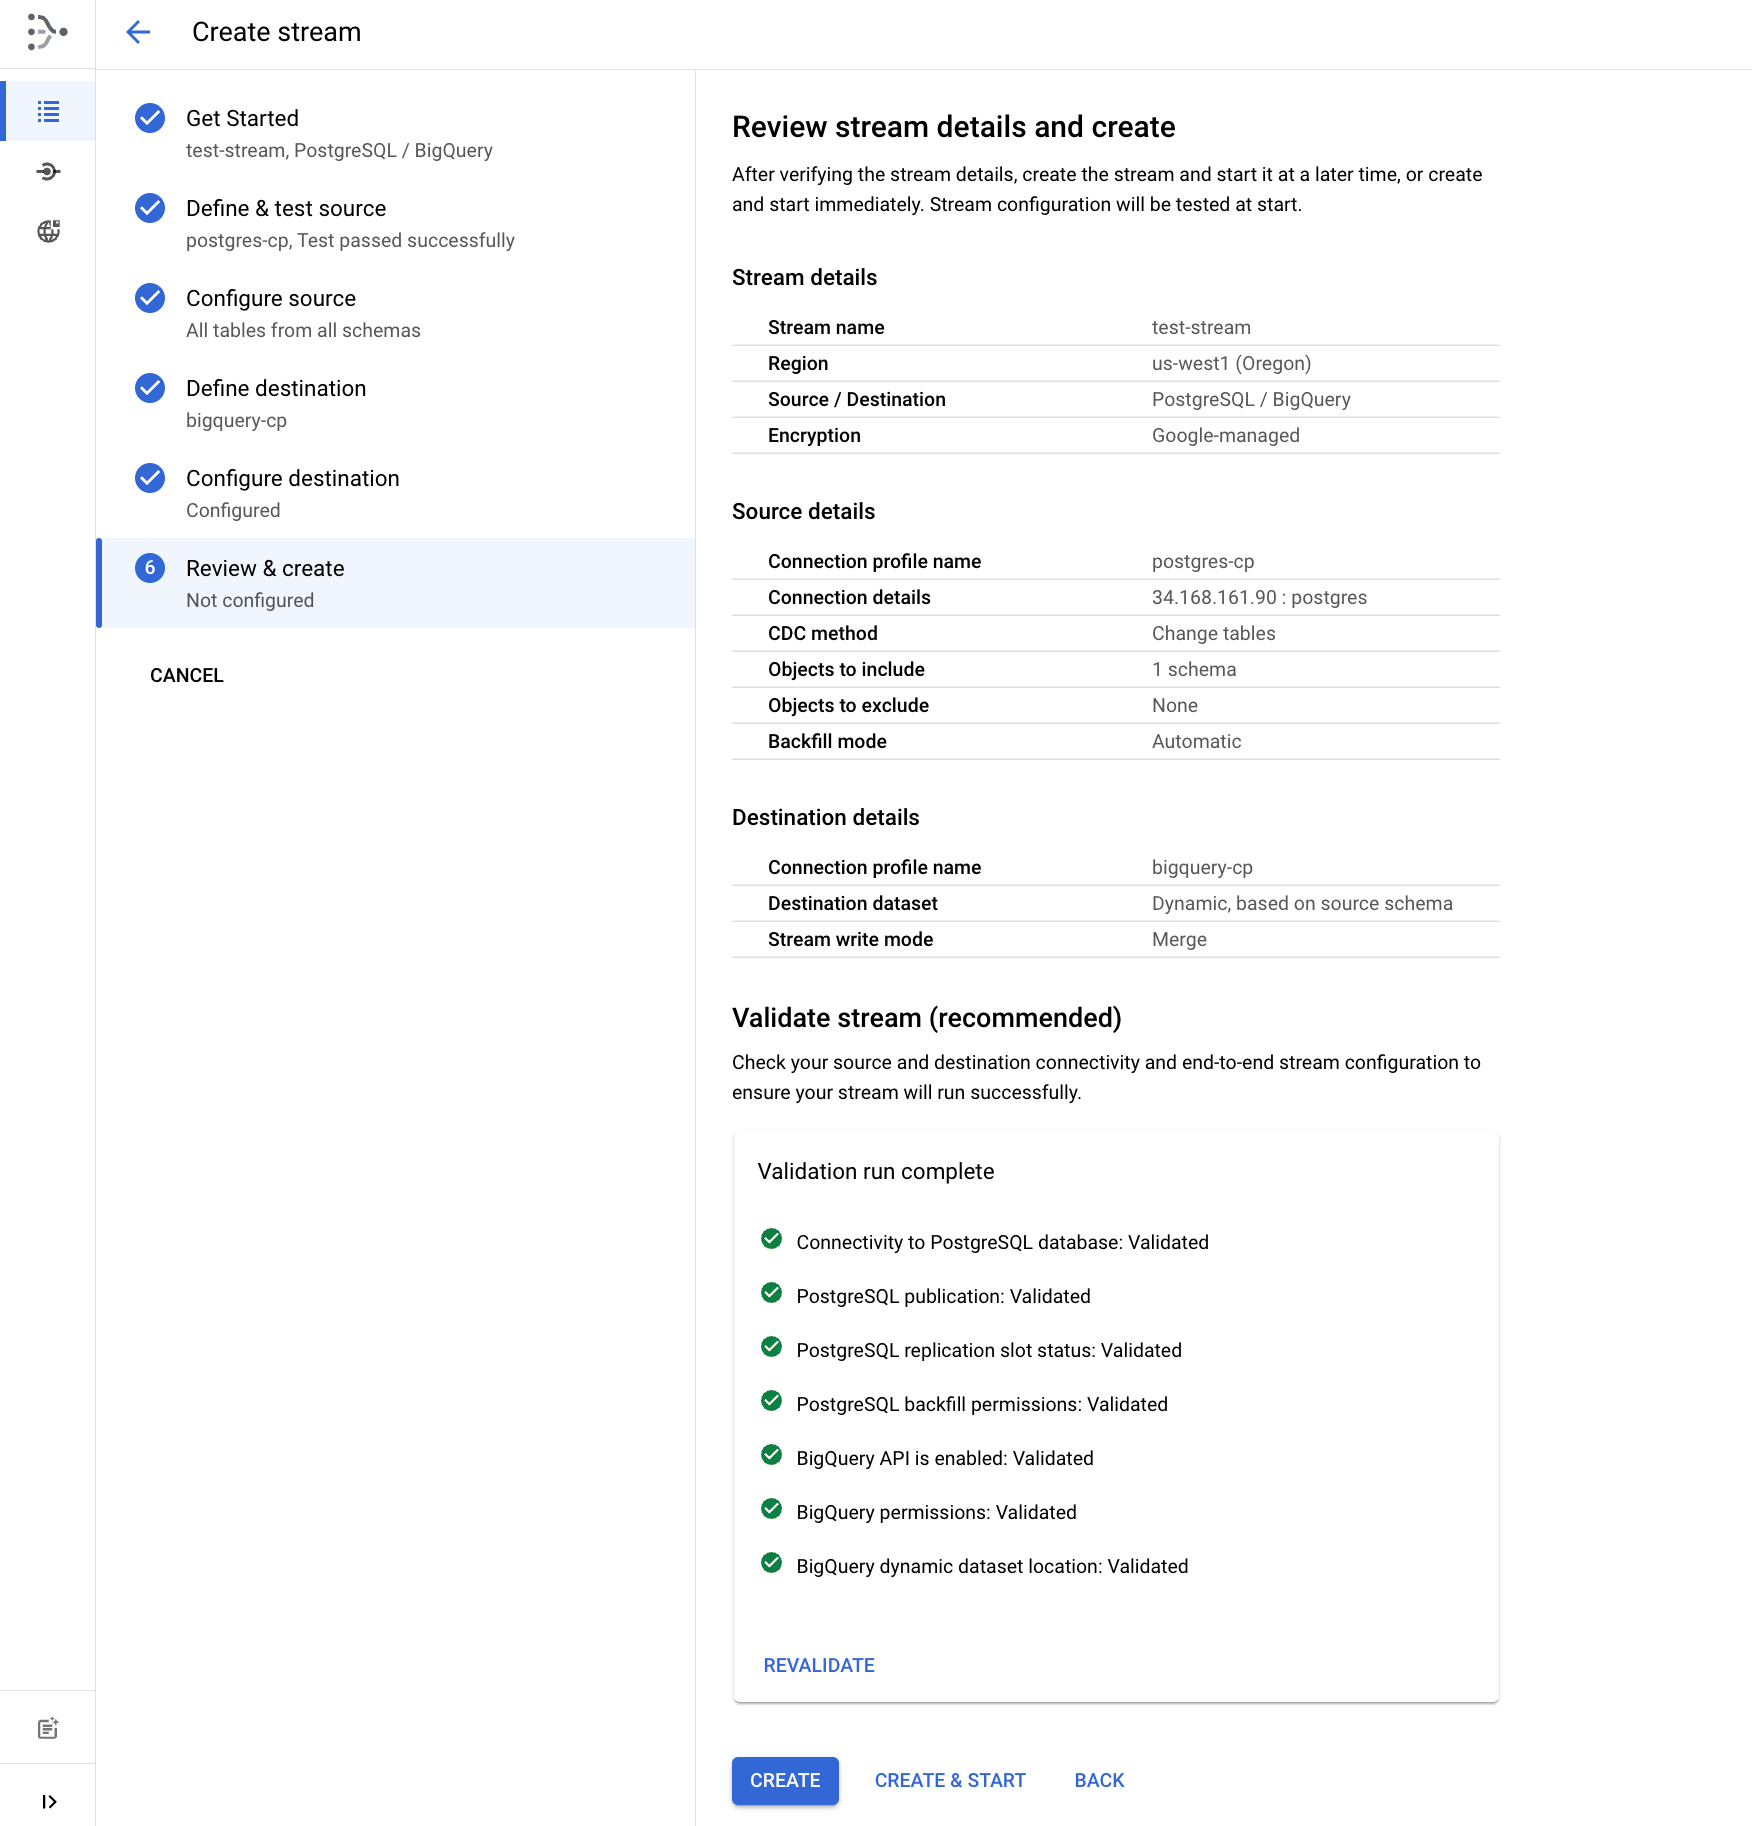 Create stream
Get Started
test-stream, PostgreSQL / BigQuery
Define & test source
postgres-cp, Test passed successfully
Configure source
All tables from all schemas
Define destination
bigquery-cp
Configure destination
Configured
6
Review & create
Not configured
CANCEL
Review stream details and create
After verifying the stream details, create the stream and start it at a later time, or create
and start immediately. Stream configuration will be tested at start.
Stream details
Stream name test-stream
Region us-west1 (Oregon)
Source / Destination PostgreSQL / BigQuery
Encryption Google-managed
Source details
Connection profile name postgres-cp
Connection details 34.168.161.90 : postgres
CDC method Change tables
Objects to include 1 schema
Objects to exclude None
Backfill mode Automatic
Destination details
Connection profile name bigquery-cp
Destination dataset Dynamic, based on source schema
Stream write mode Merge
Validate stream (recommended)
Check your source and destination connectivity and end-to-end stream configuration to
ensure your stream will run successfully.
Validation run complete
Connectivity to PostgreSQL database: Validated
PostgreSQL publication: Validated
PostgreSQL replication slot status: Validated
PostgreSQL backfill permissions: Validated
BigQuery API is enabled: Validated
BigQuery permissions: Validated
BigQuery dynamic dataset location: Validated
REVALIDATE
CREATE CREATE & START BACK